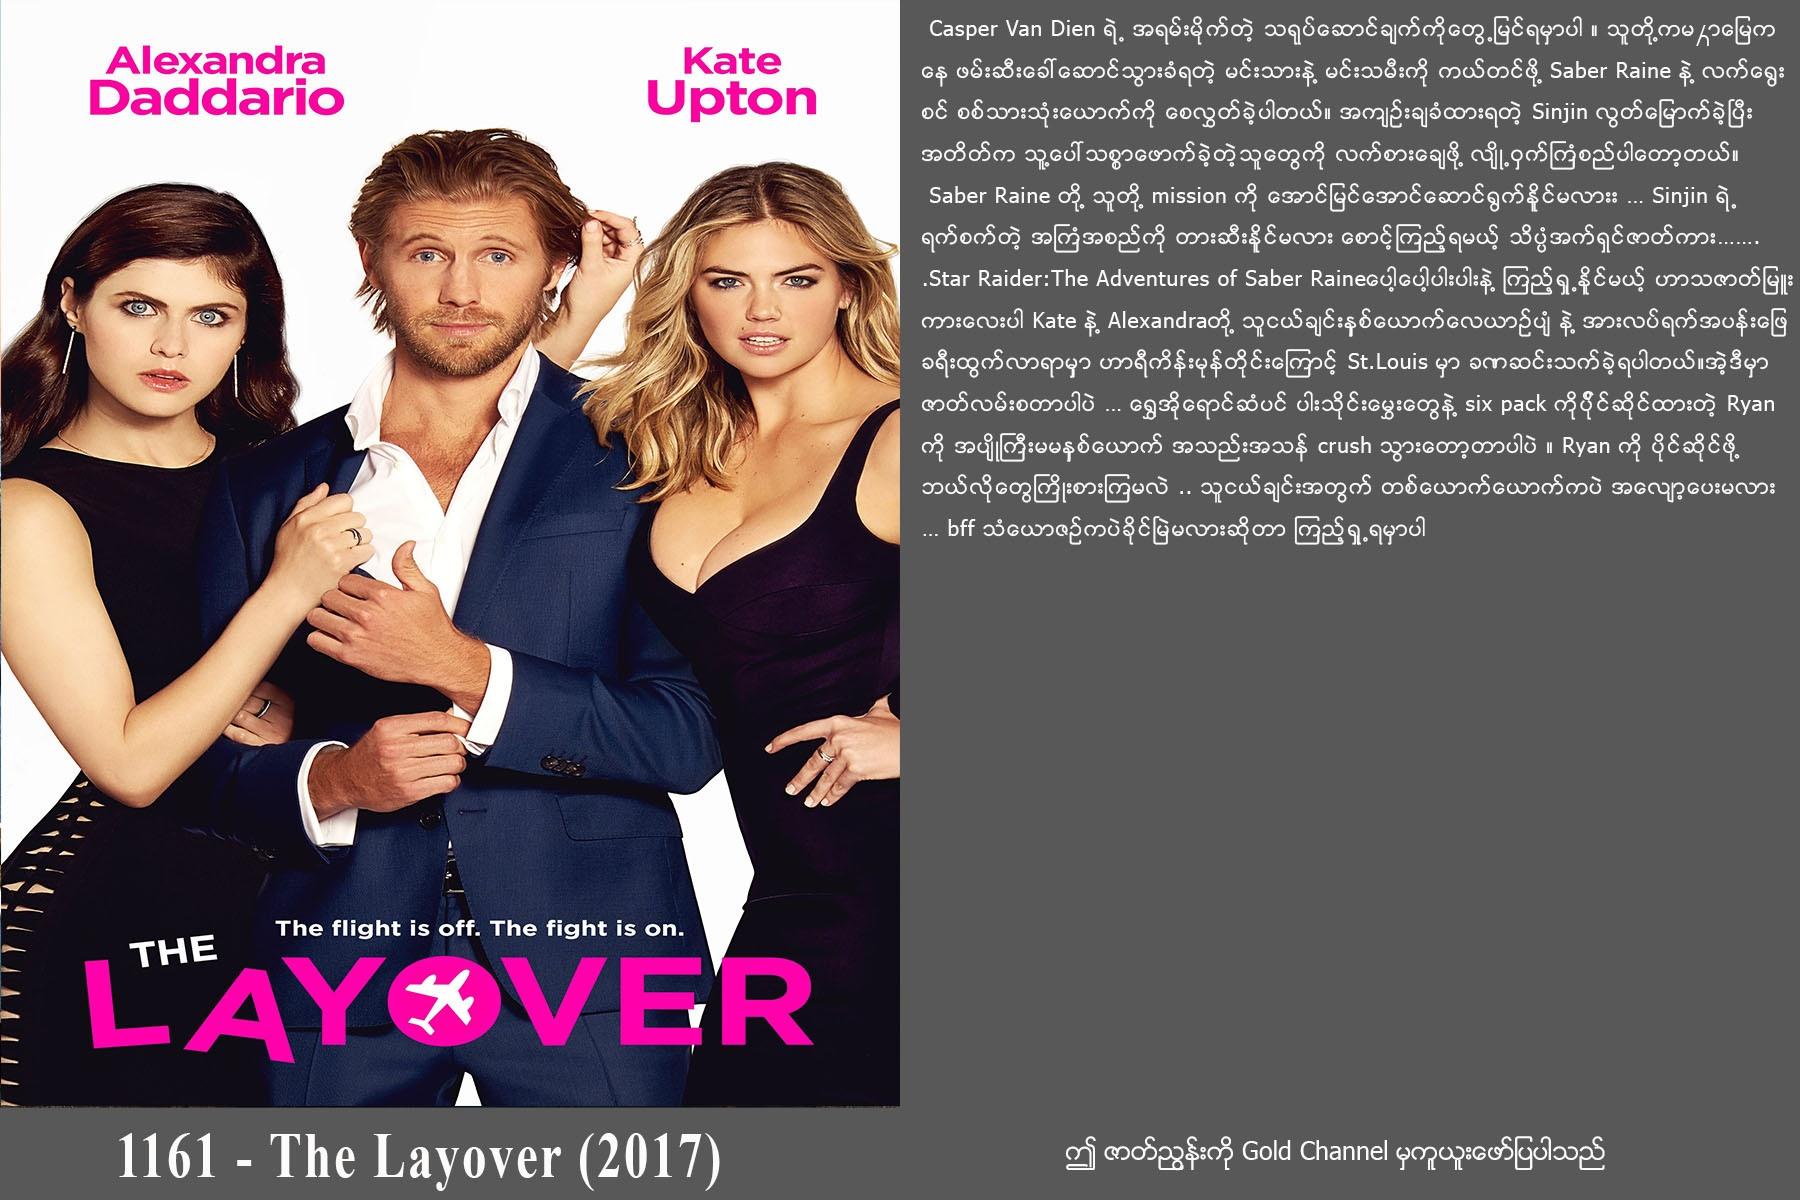 Alexandra
Daddario
Kate
Upton
The flight is off. The fight is on.
THE
LAYOVER
1161 - The Layover (2017)
Casper Van Dien ရဲ့ အရမ်းမိုက်တဲ့ သရုပ်ဆောင်ချက်ကိုတွေ့မြင်ရမှာပါ ။ သူတို့ကမ႓ာမြေက
နေ ဖမ်းဆီးခေါ်ဆောင်သွားခံရတဲ့ မင်းသားနဲ့ မင်းသမီးကို ကယ်တင်ဖို့ Saber Raine နဲ့ လက်ရွေး
စင် စစ်သားသုံးယောက်ကို စေလွှတ်ခဲ့ပါတယ်။ အကျဉ်းချခံထားရတဲ့ Sinjin လွတ်မြောက်ခဲ့ပြီး
အတိတ်က သူ့ပေါ်သစ္စာဖောက်ခဲ့တဲ့သူတွေကို လက်စားချေဖို့ လျို့ဝှက်ကြံစည်ပါတော့တယ်။
Saber Raine တို့ သူတို့ mission ကို အောင်မြင်အောင်ဆောင်ရွက်နိူင်မလားး ... Sinjin ရဲ့
ရက်စက်တဲ့ အကြံအစည်ကို တားဆီးနိူင်မလား စောင့်ကြည့်ရမယ့် သိပ္ပံအက်ရှင်ဇာတ်ကား.......
.Star Raider:The Adventures of Saber Raineပေါ့ပေါ့ပါးပါးနဲ့ ကြည့်ရှု့နိူင်မယ့် ဟာသဇာတ်မြူး
ကားလေးပါ Kate နဲ့ Alexandraတို့ သူငယ်ချင်းနှစ်ယောက်လေယာဉ်ပျံ နဲ့ အားလပ်ရက်အပန်းဖြေ
ခရီးထွက်လာရာမှာ ဟာရီကိန်းမုန်တိုင်းကြောင့် St.Louis မှာ ခဏဆင်းသက်ခဲ့ရပါတယ်။အဲ့ဒီမှာ
ဇာတ်လမ်းစတာပါပဲ ... ရွှေအိုရောင်ဆံပင် ပါးသိုင်းမွှေးတွေနဲ့ six pack ကိုပိုင်ဆိုင်ထားတဲ့ Ryan
ကို အပျိုကြီးမမနှစ်ယောက် အသည်းအသန် crush သွားတော့တာပါပဲ ။ Ryan ကို ပိုင်ဆိုင်ဖို့
ဘယ်လိုတွေကြိုးစားကြမလဲ .. သူငယ်ချင်းအတွက် တစ်ယောက်ယောက်ကပဲ အလျော့ပေးမလား
... bff သံယောဇဉ်ကပဲခိုင်မြဲမလားဆိုတာ ကြည့်ရှု့ရမှာပါ
ဤ ဇာတ်ညွှန်းကို Gold Channel မှကူယူးဖော်ပြပါသည်